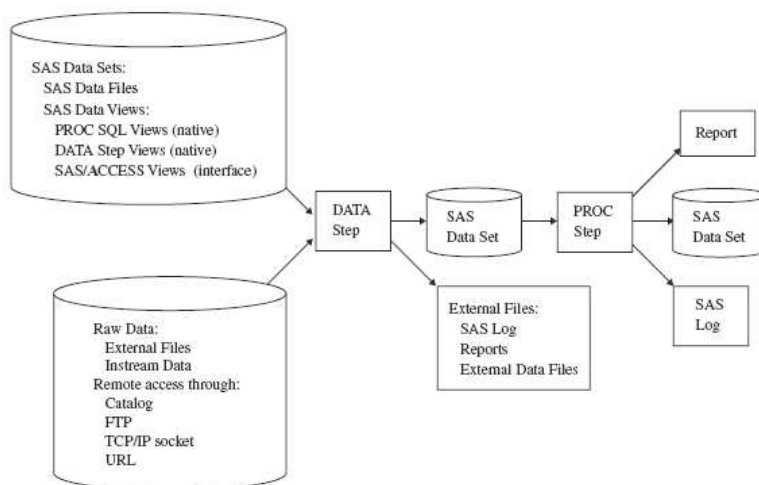 SAS Data Sets:
SAS Data Files
SAS Data Views:
PROC SQL Views (native)
DATA Step Views (native)
SAS/ACCESS Views (interface)
Raw Data:
External Files
Instream Data
Remote access through:
Catalog
FTP
TCP/IP socket
URL
DATA
Step
SAS
Data Set
External Files:
SAS Log
Reports
External Data Files
PROC
Step
Report
SAS
Data Set
SAS
Log